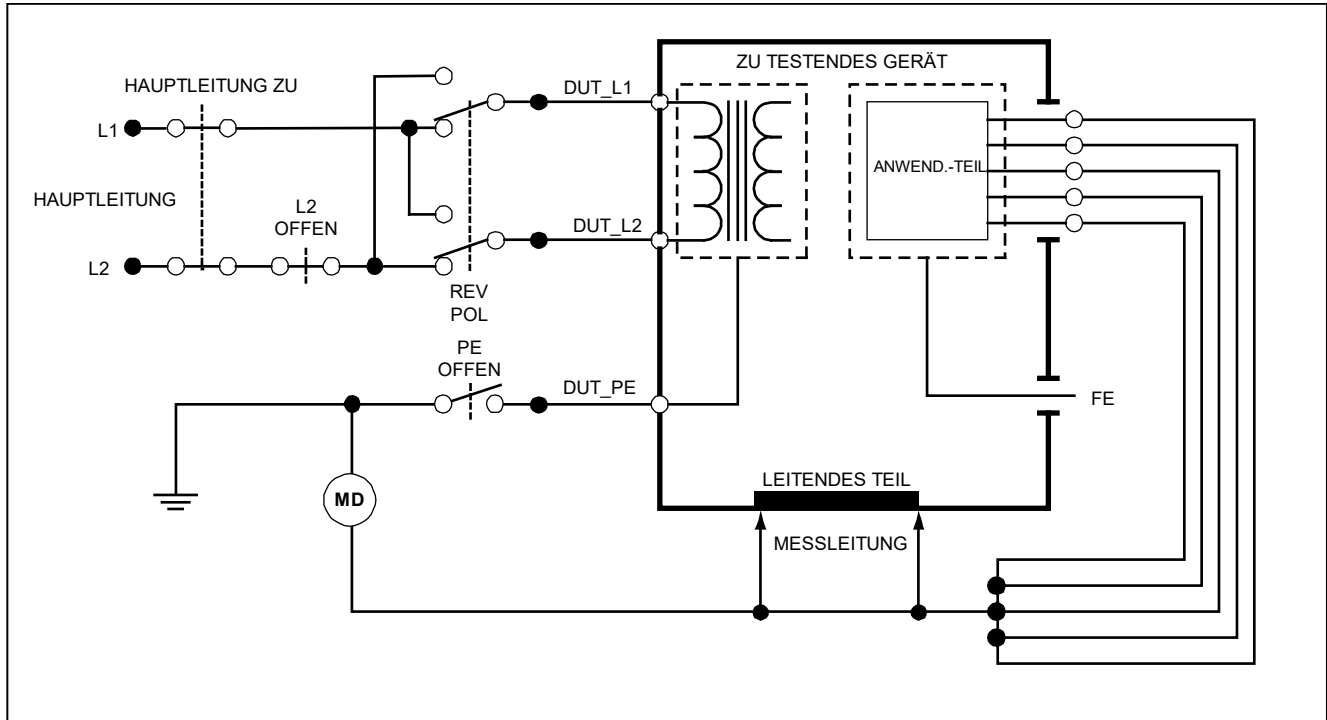 ZU TESTENDES GERÄT
HAUPTLEITUNG ZU
DUT_L1
L1
ANWEND.-TEIL
HAUPTLEITUNG
L2
OFFEN
DUT_L2
L2
REV
POL
PE
OFFEN
DUT_PE
FE
LEITENDES TEIL
MD
MESSLEITUNG